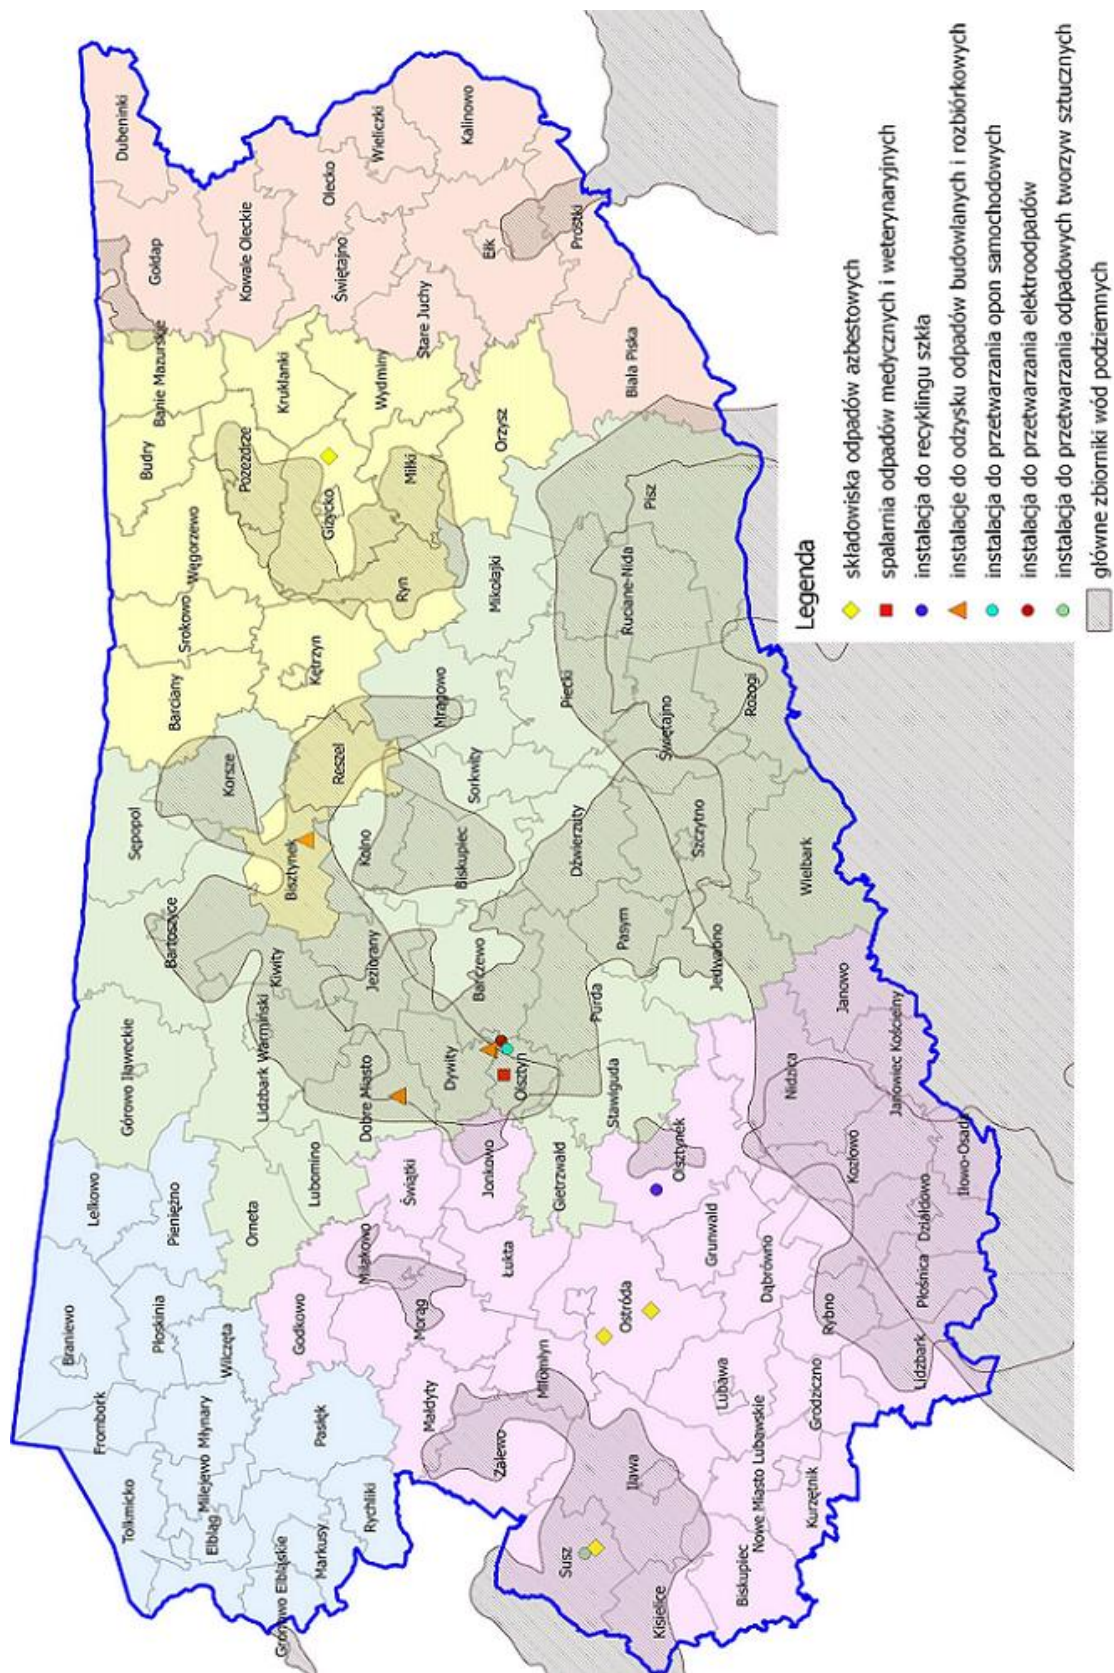 Dubeninki
Gołdap
Banie Mazurskie
Budry
Węgorzewo
Srokowo
Barciany
Sępopol
Górowo Iławeckie
Lelkowo
Braniewo
Frombork
Tolkmicko
Kowale Oleckie
Olecko
Wieliczki
Kalinowo
Świętajno
Stare Juchy
Ełk
Prostki
Kruklanki
Wydminy
Pozezdrze
Giżycko
Miłki
Ryn
Kętrzyn
Orzysz
Biała Piska
Korsze
Reszel
Bisztynek
Bartoszyce
Kiwity
Lidzbark Warmiński
Pieniężno
Płoskinia
Wilczęta
Młynary
Milejewo
Elbląg
Gronowo Elbląskie
Markusy
Rychliki
Pasłęk
Godkowo
Orneta
Lubomino
Dobre Miasto
Jeziorany
Kolno
Biskupiec
Sorkwity
Mrągowo
Mikołajki
Piecki
Ruciane-Nida
Pisz
Świętajno
Rozogi
Szczytno
Dźwierzuty
Pasym
Wielbark
Jedwabno
Purda
Barczewo
Dywity
Olsztyn
Stawiguda
Gietrzwałd
Jonkowo
Świątki
Miłakowo
Morąg
Łukta
Małdyty
Miłomłyn
Zalewo
Susz
Iława
Kisielice
Ostróda
Olsztynek
Grunwald
Dąbrówno
Nidzica
Janowo
Janowiec Kościelny
Kozłowo
Iłowo-Osada
Działdowo
Płośnica
Rybno
Lidzbark
Lubawa
Grodziczno
Nowe Miasto Lubawskie
Kurzętnik
Biskupiec
Legenda
składowiska odpadów azbestowych
spalarnia odpadów medycznych i weterynaryjnych
instalacja do recyklingu szkła
instalacje do odzysku odpadów budowlanych i rozbiórkowych
instalacja do przetwarzania opon samochodowych
instalacja do przetwarzania elektroodpadów
instalacja do przetwarzania odpadowych tworzyw sztucznych
główne zbiorniki wód podziemnych